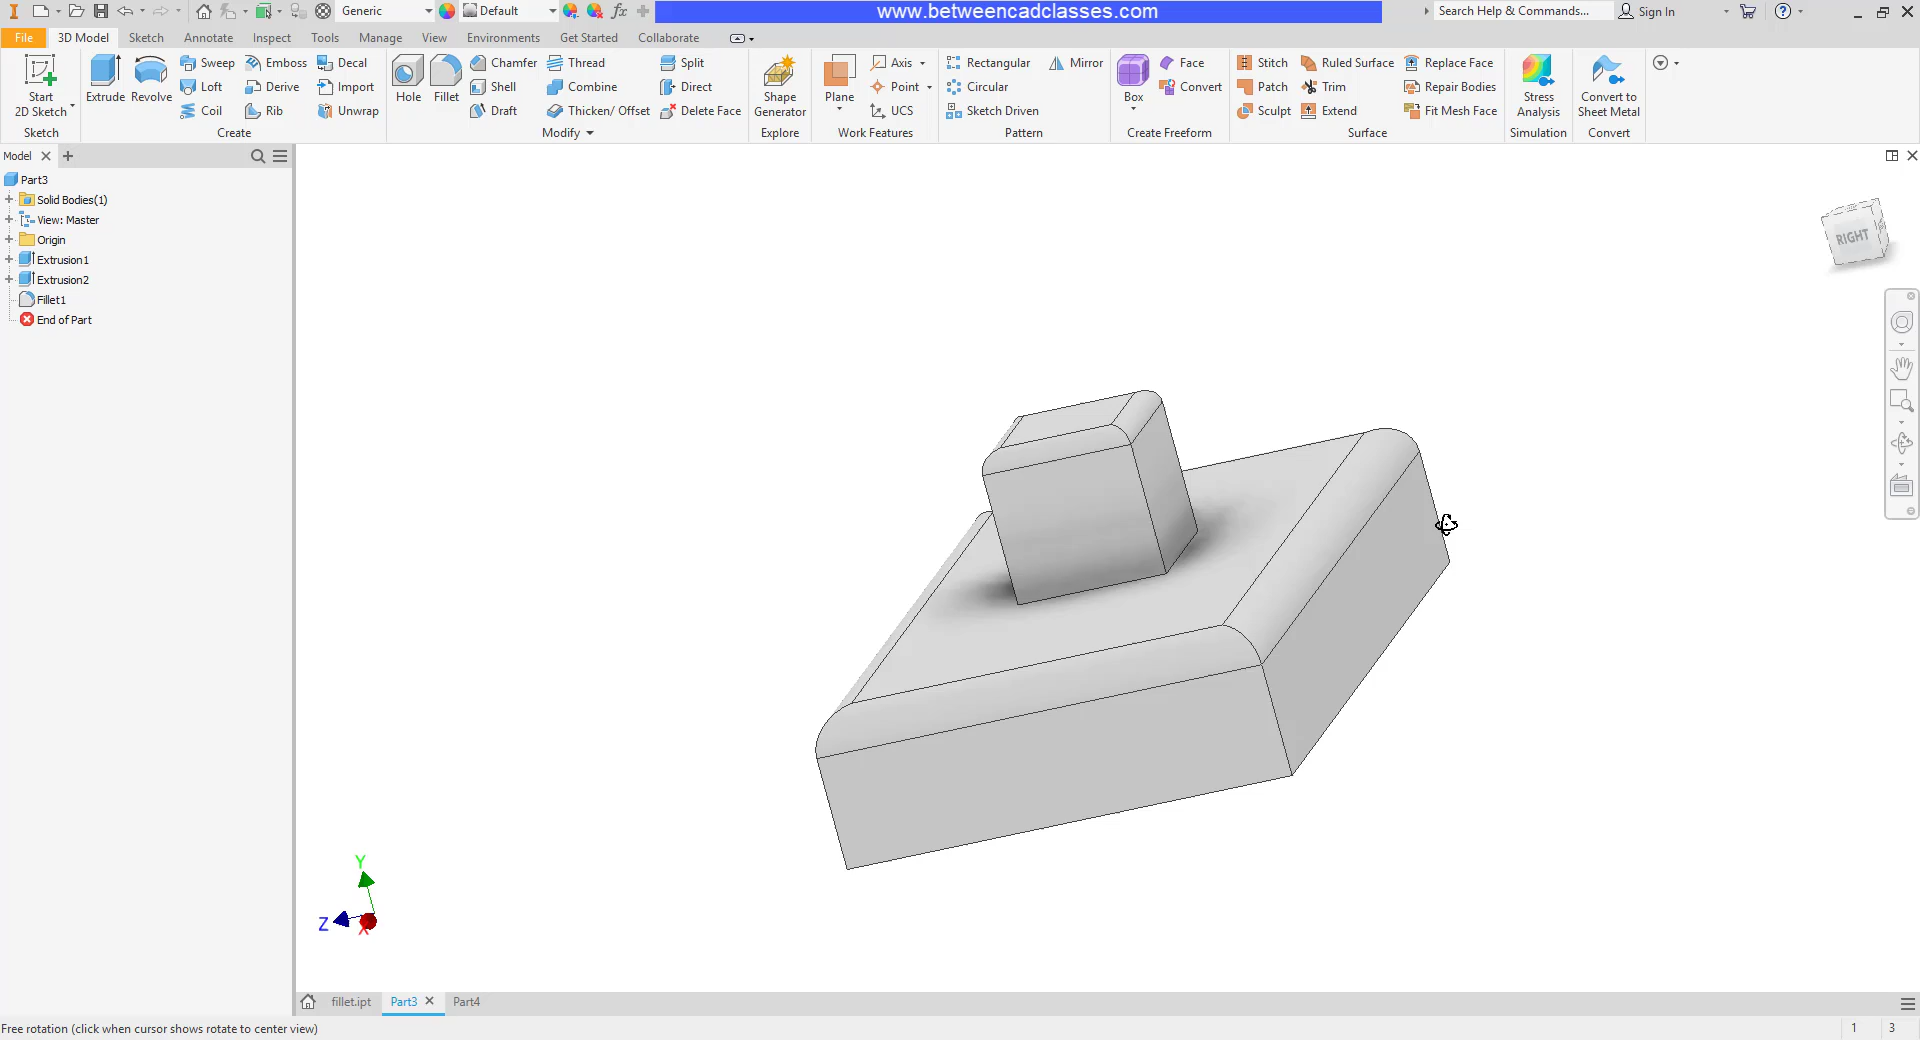 Generic
Default
fx
www.betweencadclasses.com
Search Help & Commands...
Sign In
File
3D Model
Sketch
Annotate
Inspect
Tools
Manage
View
Environments
Get Started
Collaborate
Start
2D Sketch
Sketch
Extrude
Revolve
Sweep
Loft
Coil
Emboss
Derive
Rib
Decal
Import
Unwrap
Create
Hole
Fillet
Chamfer
Shell
Draft
Thread
Combine
Thicken/ Offset
Split
Direct
Delete Face
Modify
Shape
Generator
Explore
Plane
Axis
Point
UCS
Work Features
Rectangular
Circular
Sketch Driven
Mirror
Pattern
Box
Face
Convert
Create Freeform
Stitch
Patch
Sculpt
Ruled Surface
Trim
Extend
Replace Face
Repair Bodies
Fit Mesh Face
Surface
Stress
Analysis
Simulation
Convert to
Sheet Metal
Convert
Model
Part3
Solid Bodies(1)
View: Master
Origin
Extrusion1
Extrusion2
Fillet1
End of Part
RIGHT
Y
Z
X
fillet.ipt
Part3
Part4
Free rotation (click when cursor shows rotate to center view)
1
3